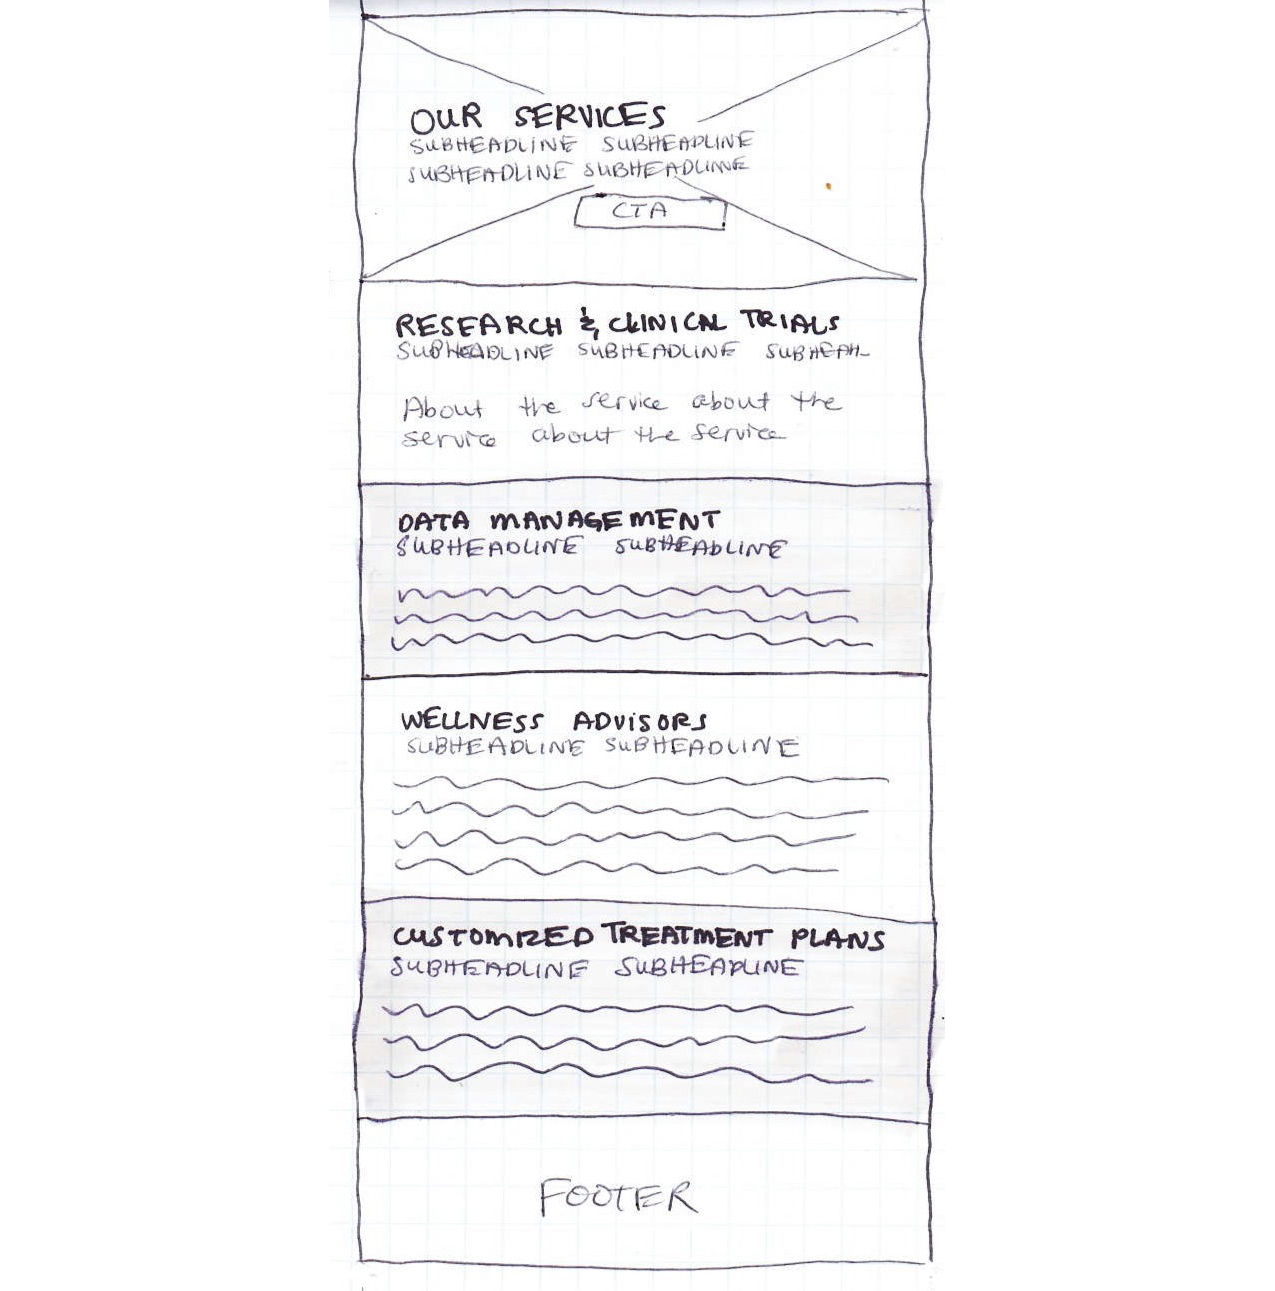 OUR SERVICES
SUBHEADLINE SUBHEADLINE
SUBHEADLINE SUBHEADLINE
CTA
RESEARCH & CLINICAL TRIALS
SUBHEADLINE SUBHEADLINE SUBHEAH
About the service about the
service about the service
DATA MANAGEMENT
SUBHEADLINE SUBHEADLINE
WELLNESS ADVISORS
SUBHEADLINE SUBHEADLINE
CUSTOMIZED TREATMENT PLANS
SUBHEADLINE SUBHEADLINE
FOOTER